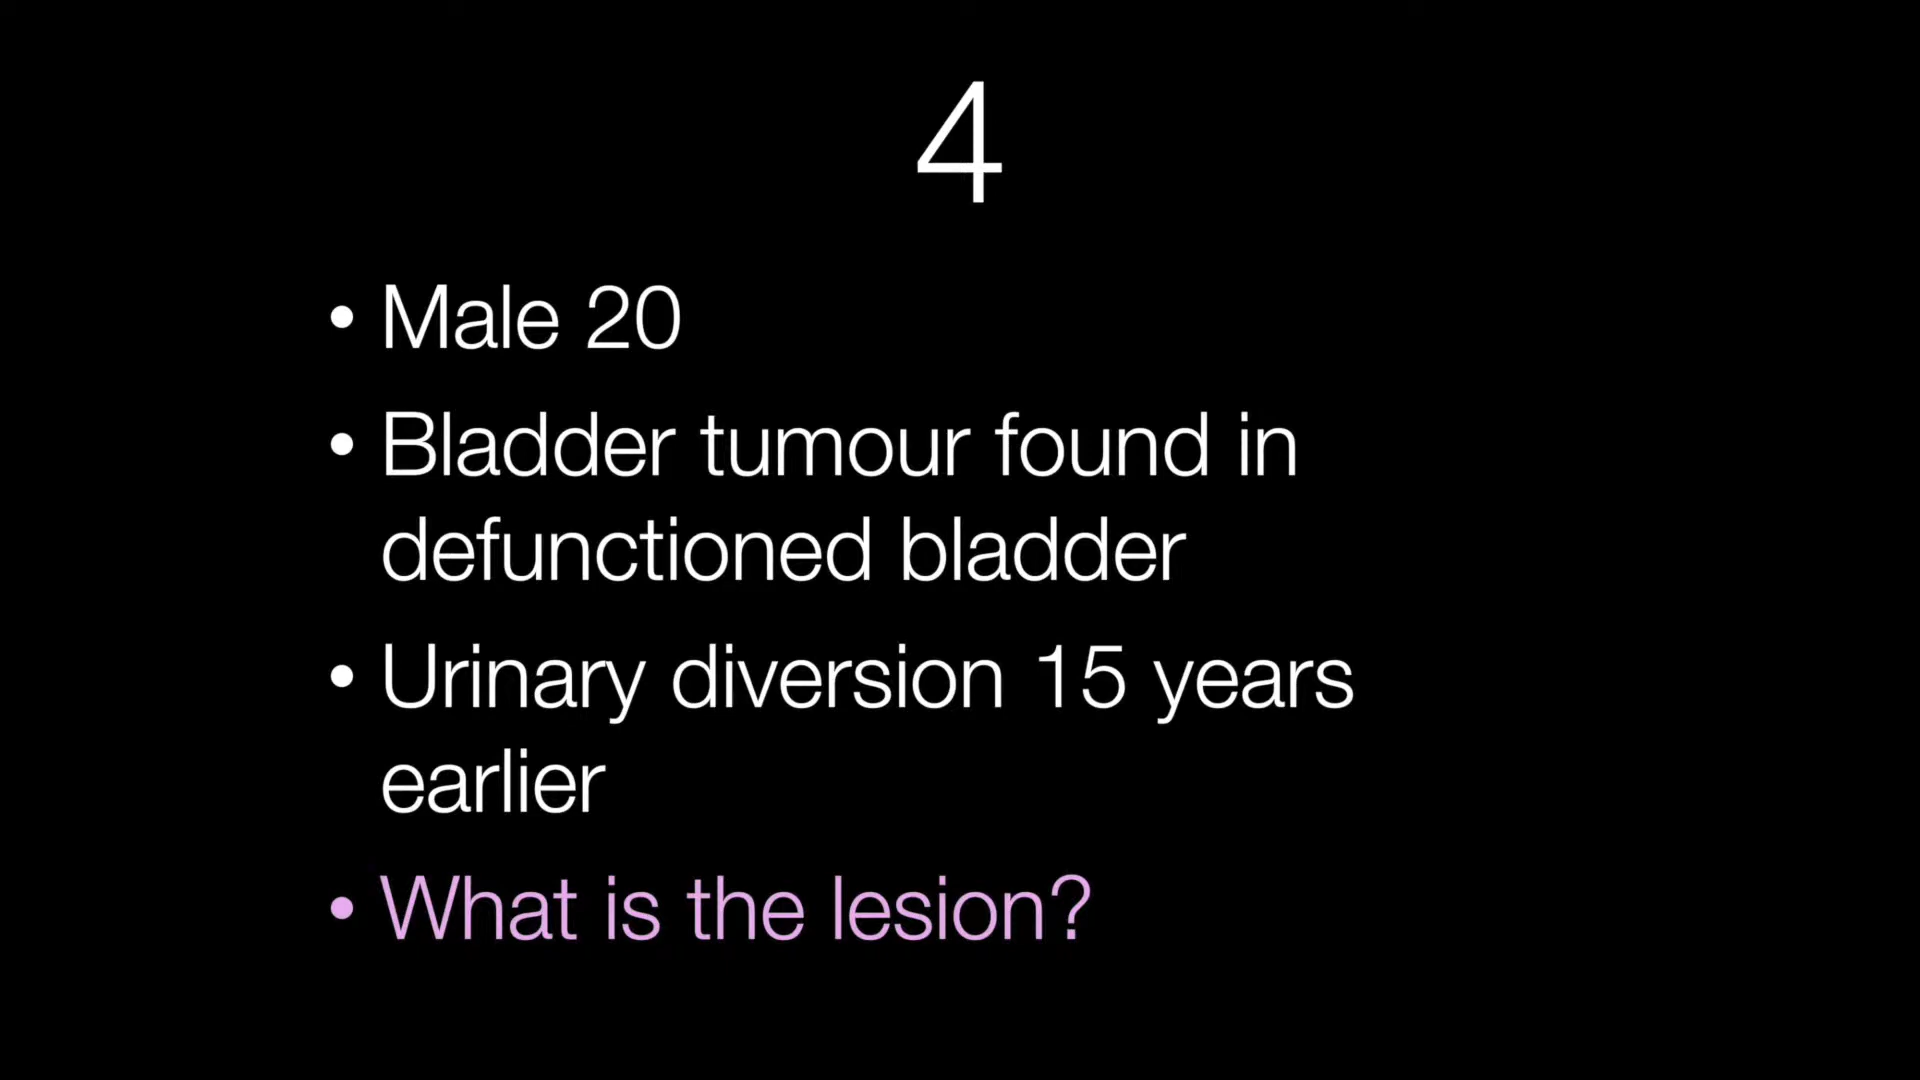 4
• Male 20
• Bladder tumour found in
defunctioned bladder
• Urinary diversion 15 years
earlier
• What is the lesion?